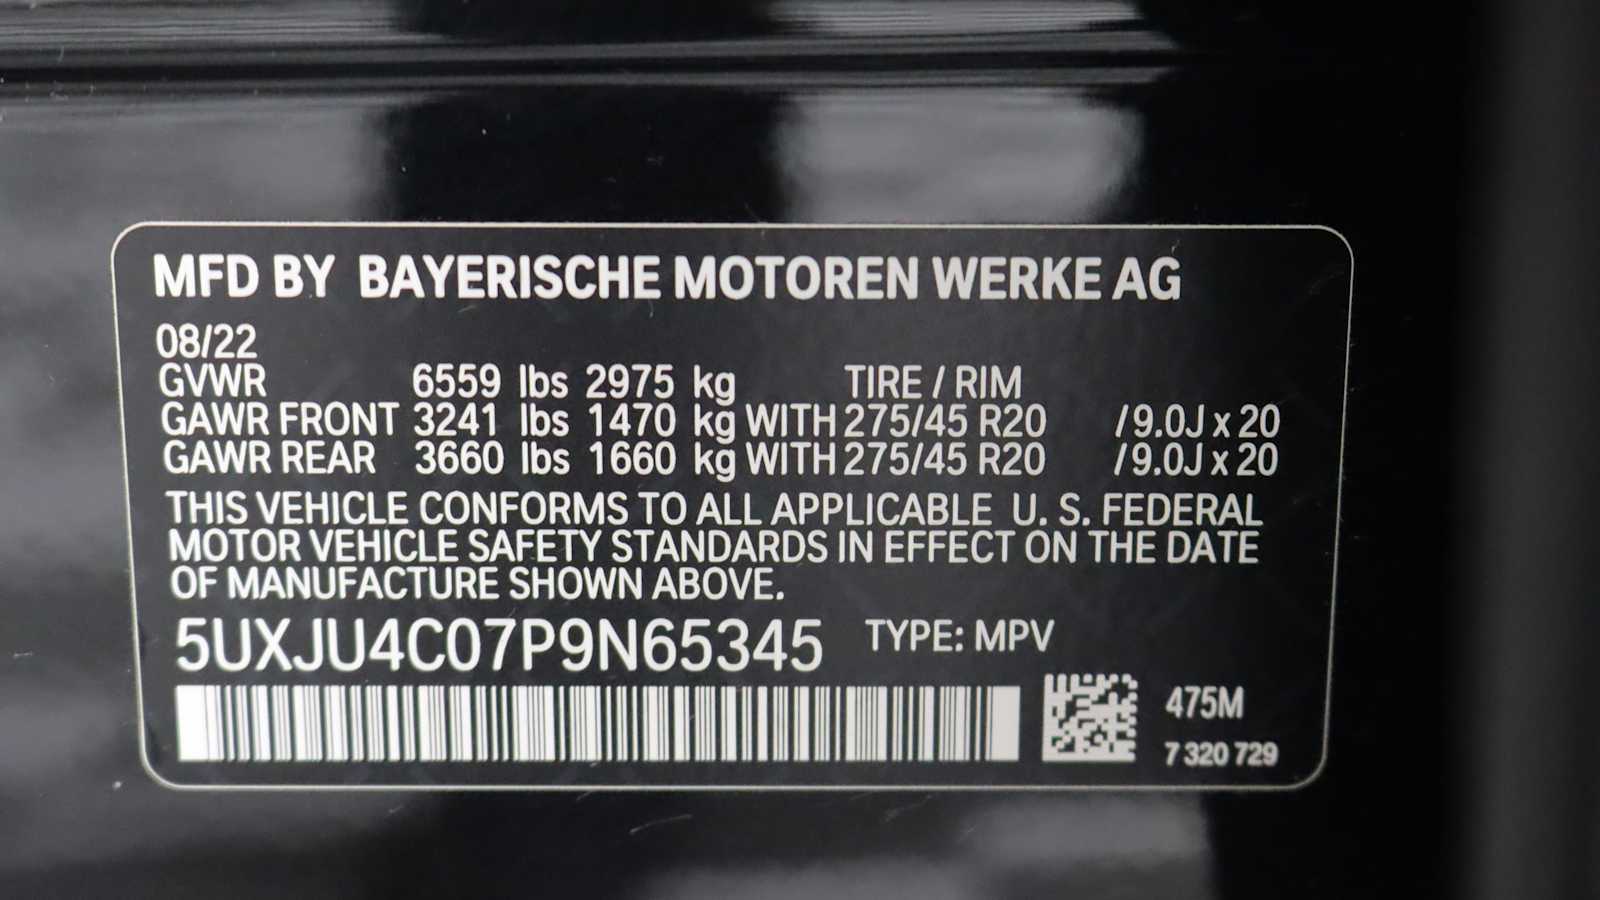 MFD BY BAYERISCHE MOTOREN WERKE AG
08/22
GVWR 6559 lbs 2975 kg TIRE / RIM
GAWR FRONT 3241 lbs 1470 kg WITH 275/45 R20 /9.0J x 20
GAWR REAR 3660 lbs 1660 kg WITH 275/45 R20 /9.0J x 20
THIS VEHICLE CONFORMS TO ALL APPLICABLE U. S. FEDERAL
MOTOR VEHICLE SAFETY STANDARDS IN EFFECT ON THE DATE
OF MANUFACTURE SHOWN ABOVE.
5UXJU4C07P9N65345 TYPE: MPV
475M
7 320 729